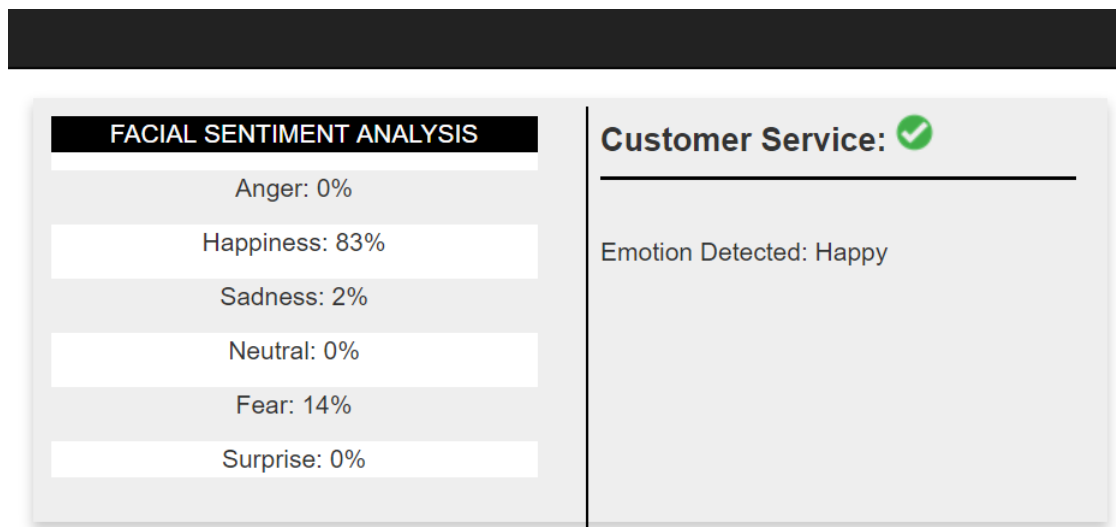 FACIAL SENTIMENT ANALYSIS
Anger: 0%
Happiness: 83%
Sadness: 2%
Neutral: 0%
Fear: 14%
Surprise: 0%
Customer Service:
Emotion Detected: Happy